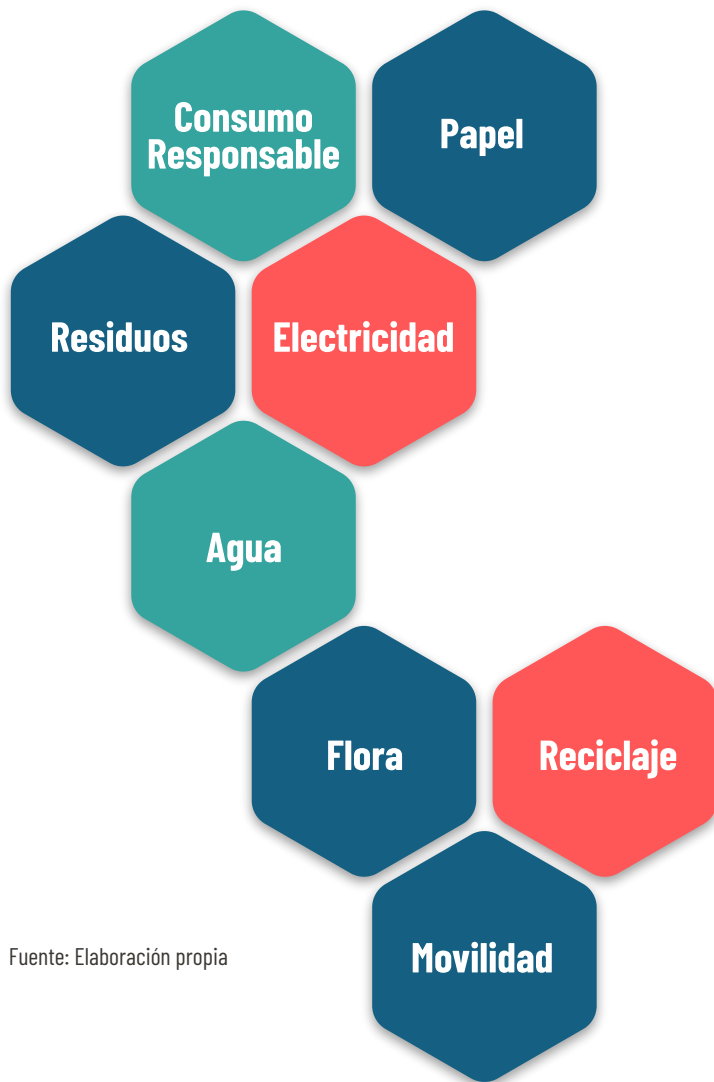 Consumo
Responsable
Papel
Residuos
Electricidad
Agua
Flora
Reciclaje
Movilidad
Fuente: Elaboración propia